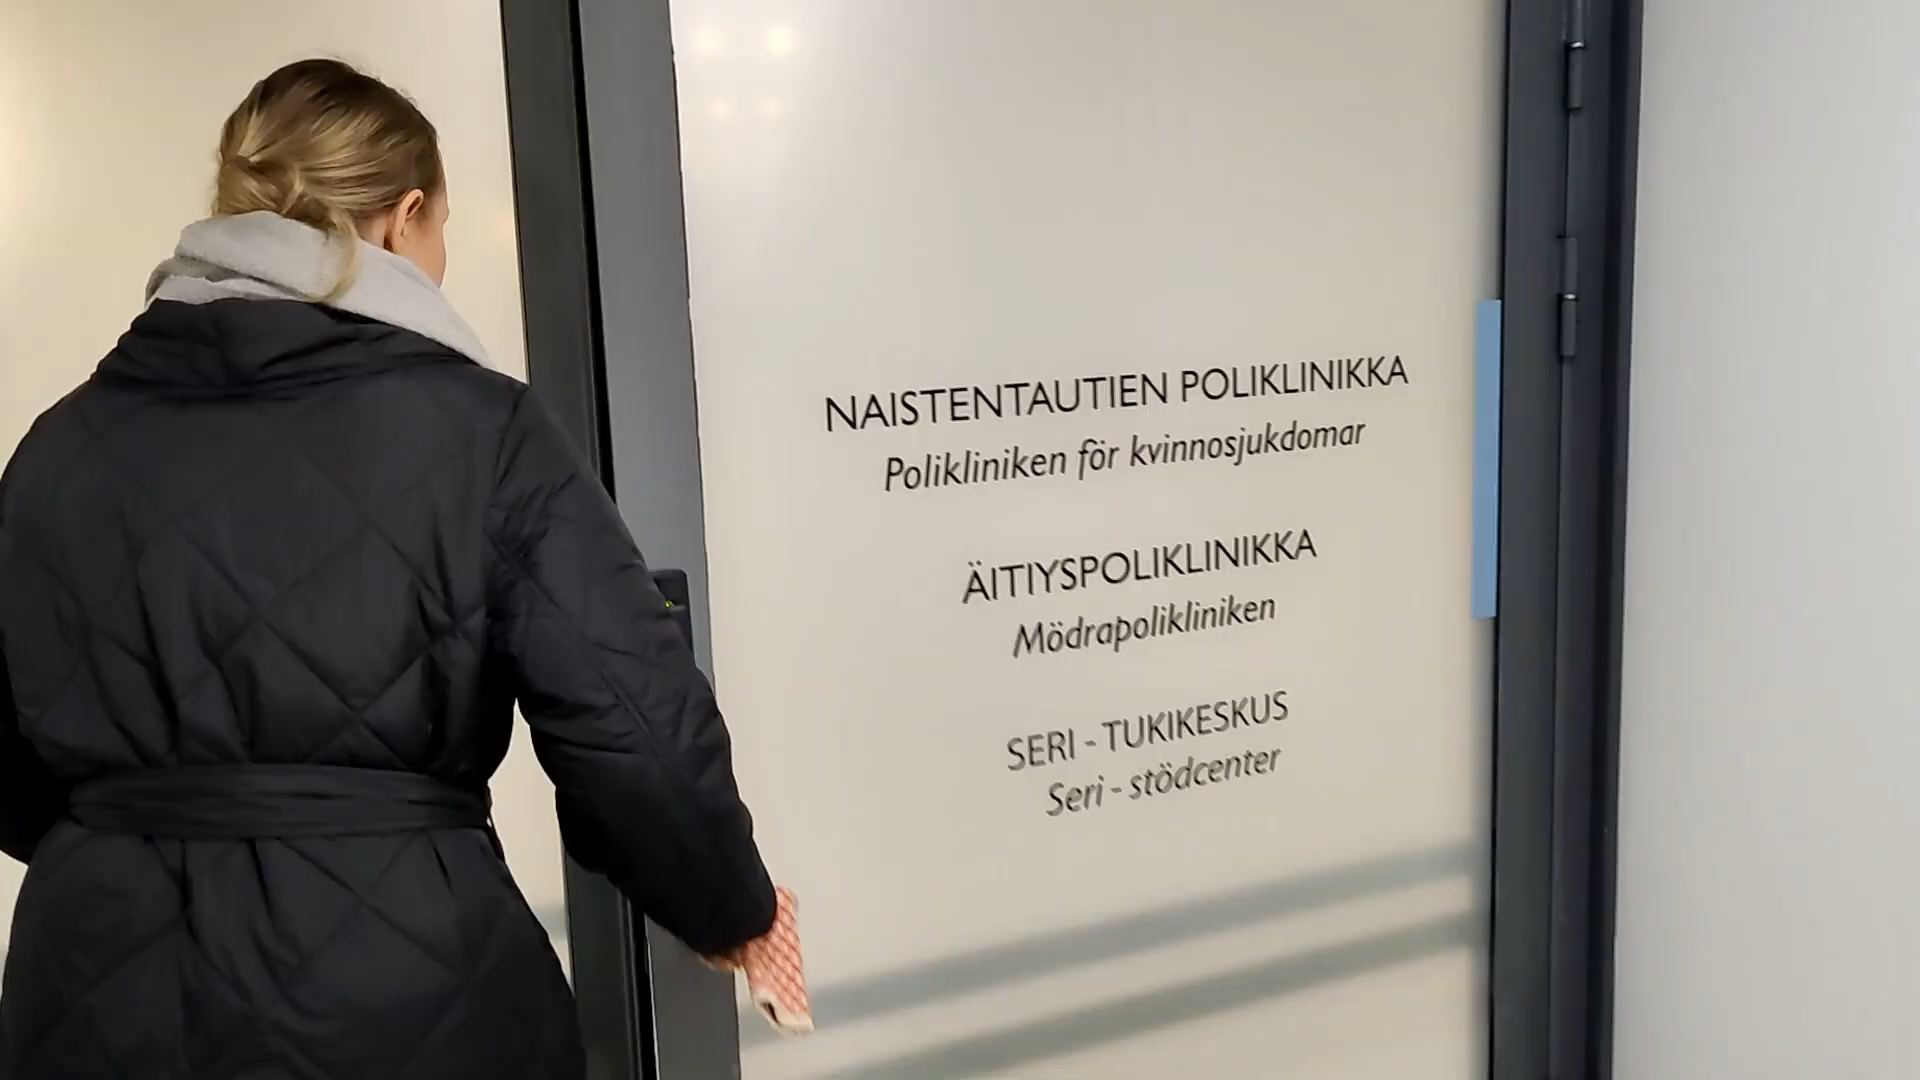 NAISTENTAUTIEN POLIKLINIKKA
Polikliniken för kvinnosjukdomar
ÄITIYSPOLIKLINIKKA
Mödrapolikliniken
SERI - TUKIKESKUS
Seri - stödcenter